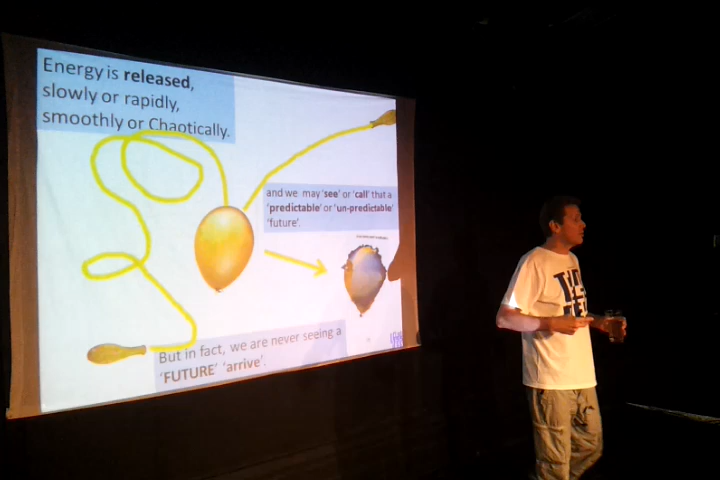 Energy is released,
slowly or rapidly,
smoothly or Chaotically.
and we may 'see' or 'call' that a
'predictable' or 'un-predictable'
'future'.
But in fact, we are never seeing a
'FUTURE' 'arrive'.